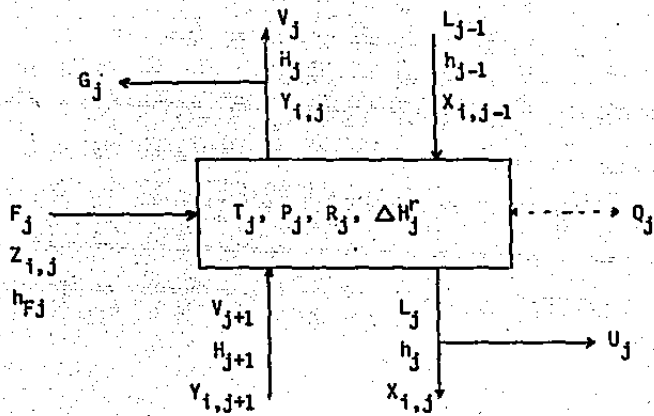 V_j
H_j
Y_{i,j}
G_j
L_{j-1}
h_{j-1}
X_{i,j-1}
F_j
Z_{i,j}
h_{Fj}
T_j, P_j, R_j, △H^r_j
Q_j
V_{j+1}
H_{j+1}
Y_{i,j+1}
L_j
h_j
X_{i,j}
U_j